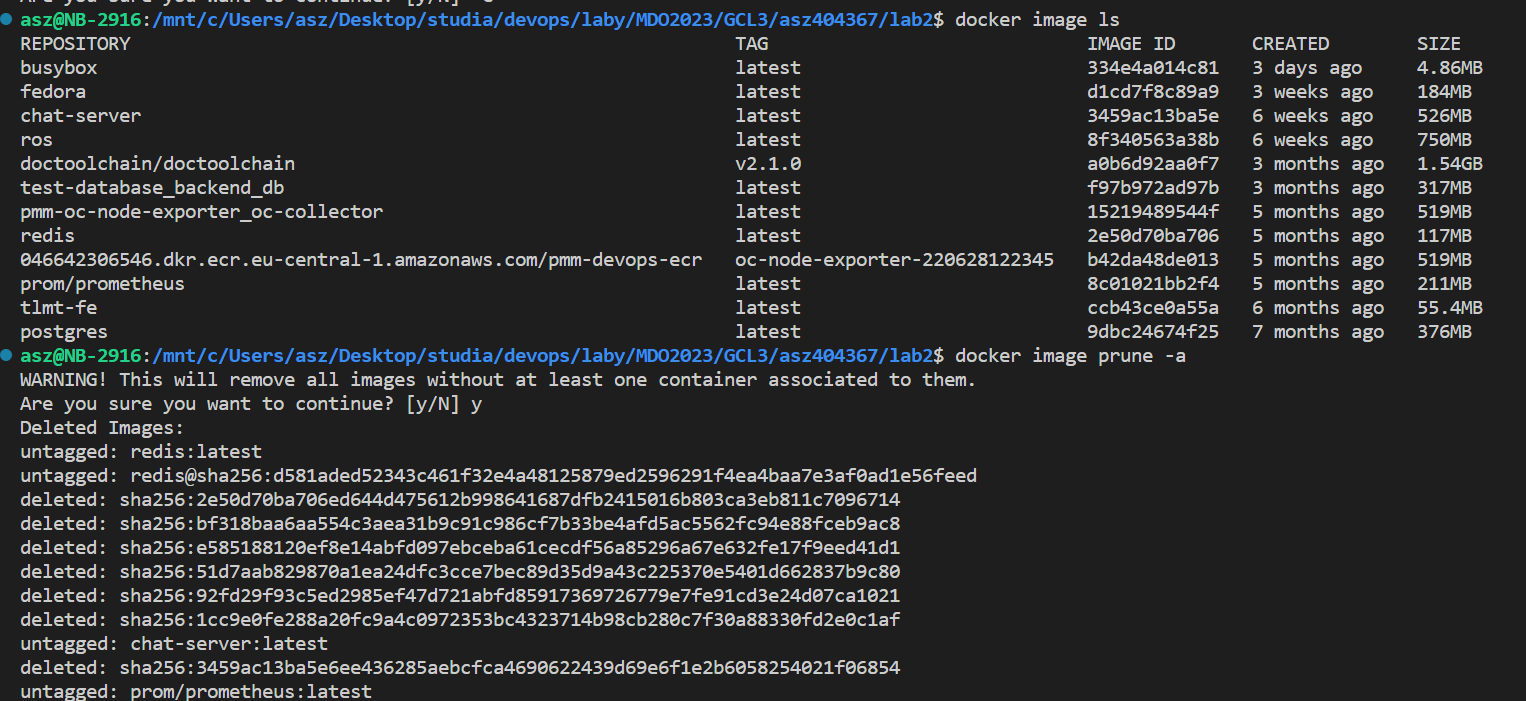 asz@NB-2916:/mnt/c/Users/asz/Desktop/studia/devops/laby/MDO2023/GCL3/asz404367/lab2$ docker image ls
REPOSITORY TAG IMAGE ID CREATED SIZE
busybox latest 334e4a014c81 3 days ago 4.86MB
fedora latest d1cd7f8c89a9 3 weeks ago 184MB
chat-server latest 3459ac13ba5e 6 weeks ago 526MB
ros latest 8f340563a38b 6 weeks ago 750MB
doctoolchain/doctoolchain v2.1.0 a0b6d92aa0f7 3 months ago 1.54GB
test-database_backend_db latest f97b972ad97b 3 months ago 317MB
pmm-oc-node-exporter_oc-collector latest 15219489544f 5 months ago 519MB
redis latest 2e50d70ba706 5 months ago 117MB
046642306546.dkr.ecr.eu-central-1.amazonaws.com/pmm-devops-ecr oc-node-exporter-220628122345 b42da48de013 5 months ago 519MB
prom/prometheus latest 8c01021bb2f4 5 months ago 211MB
tlmt-fe latest ccb43ce0a55a 6 months ago 55.4MB
postgres latest 9dbc24674f25 7 months ago 376MB
asz@NB-2916:/mnt/c/Users/asz/Desktop/studia/devops/laby/MDO2023/GCL3/asz404367/lab2$ docker image prune -a
WARNING! This will remove all images without at least one container associated to them.
Are you sure you want to continue? [y/N] y
Deleted Images:
untagged: redis:latest
untagged: redis@sha256:d581aded52343c461f32e4a48125879ed2596291f4ea4baa7e3af0ad1e56feed
deleted: sha256:2e50d70ba706ed644d475612b998641687dfb2415016b803ca3eb811c7096714
deleted: sha256:bf318baa6aa554c3aea31b9c91c986cf7b33be4afd5ac5562fc94e88fceb9ac8
deleted: sha256:e585188120ef8e14abfd097ebceba61cecdf56a85296a67e632fe17f9eed41d1
deleted: sha256:51d7aab829870a1ea24dfc3cce7bec89d35d9a43c225370e5401d662837b9c80
deleted: sha256:92fd29f93c5ed2985ef47d721abfd85917369726779e7fe91cd3e24d07ca1021
deleted: sha256:1cc9e0fe288a20fc9a4c0972353bc4323714b98cb280c7f30a88330fd2e0c1af
untagged: chat-server:latest
deleted: sha256:3459ac13ba5e6ee436285aebcfca4690622439d69e6f1e2b6058254021f06854
untagged: prom/prometheus:latest